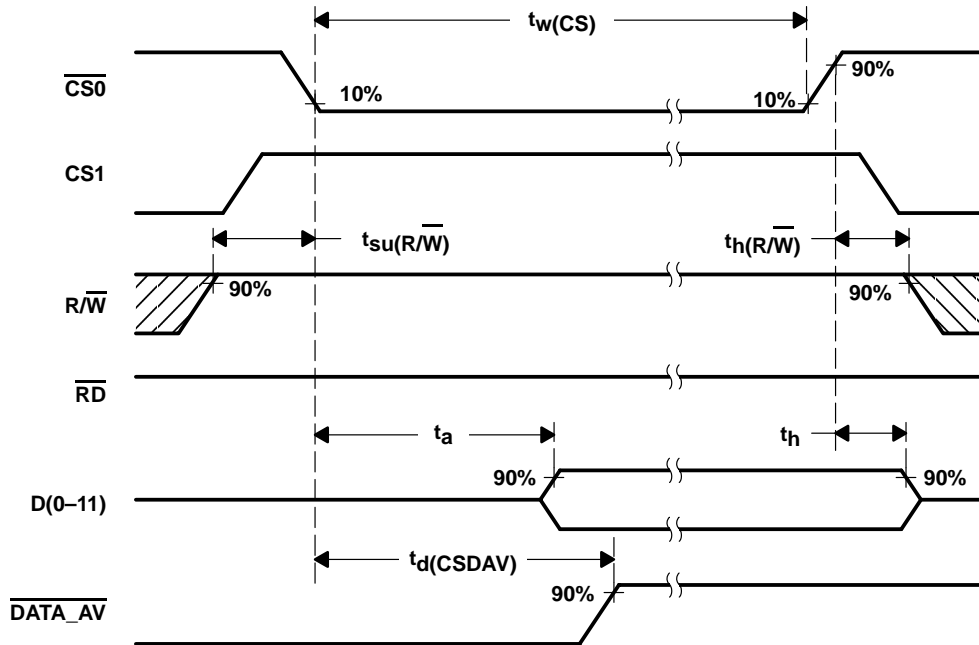 tw(CS)
CS0
10%
10%
90%
CS1
tsu(R/W)
th(R/W)
R/W
90%
90%
RD
ta
th
90%
90%
D(0–11)
td(CSDAV)
90%
DATA_AV